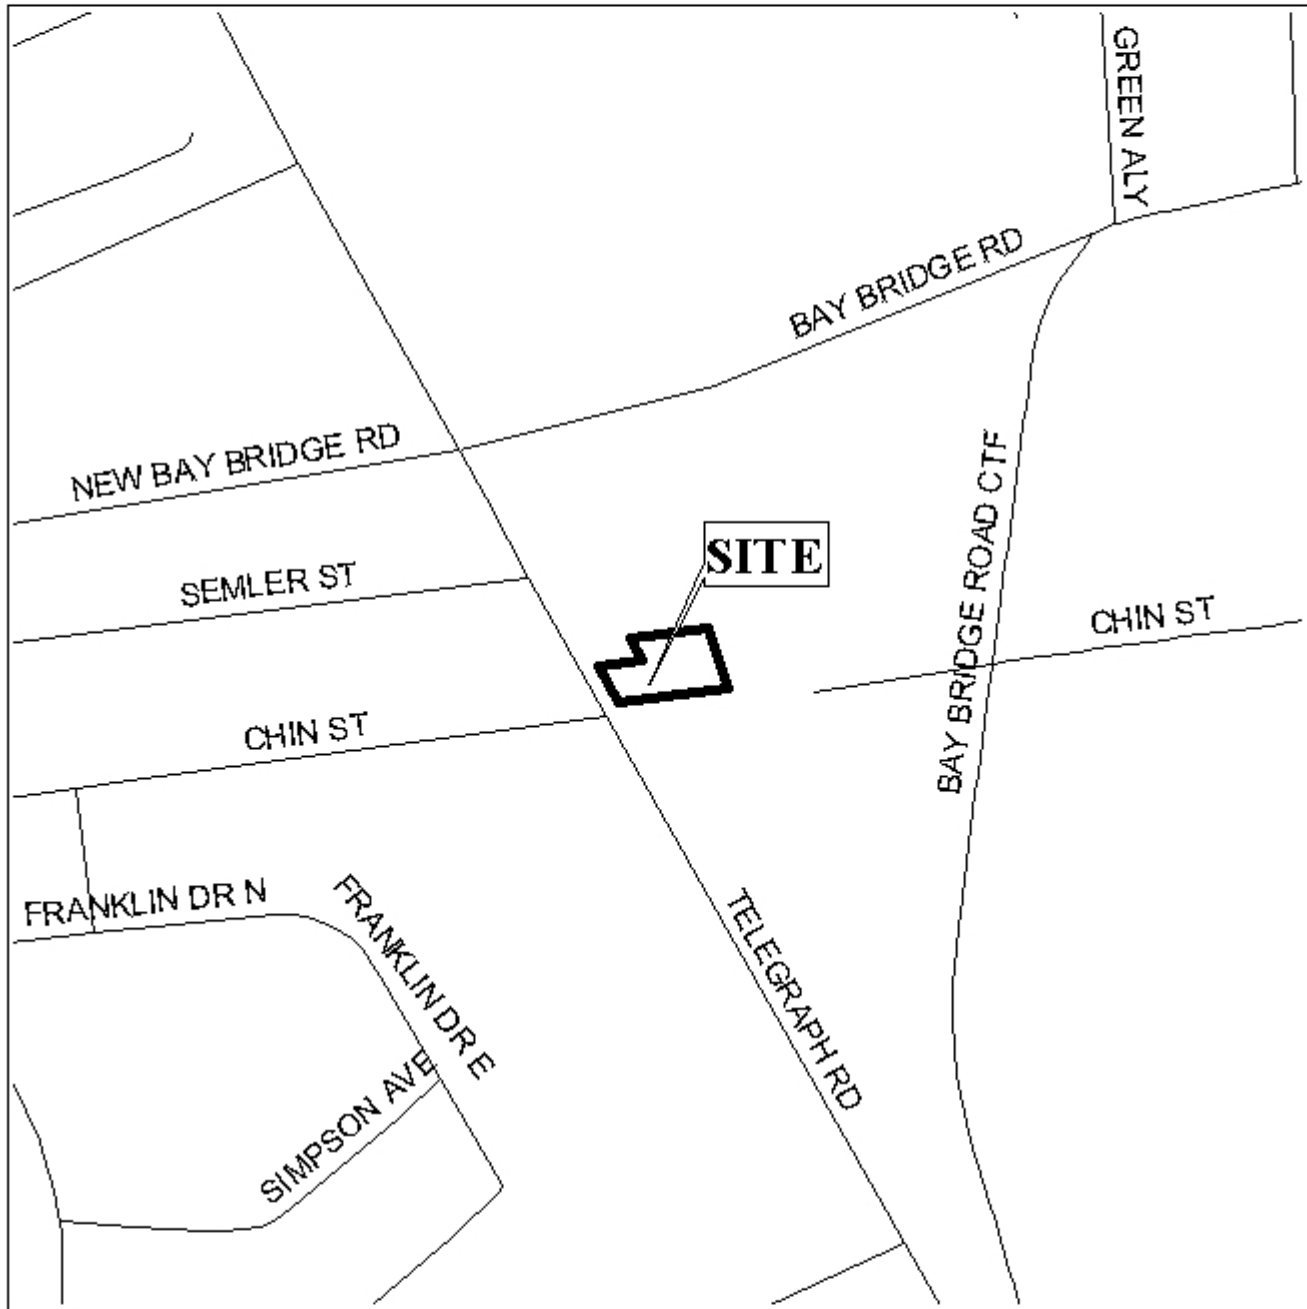 GREEN ALY
BAY BRIDGE RD
NEW BAY BRIDGE RD
SITE
SEMLER ST
BAY BRIDGE ROAD CTF
CHIN ST
CHIN ST
FRANKLIN DR N
FRANKLIN DR E
TELEGRAPH RD
SIMPSON AVE